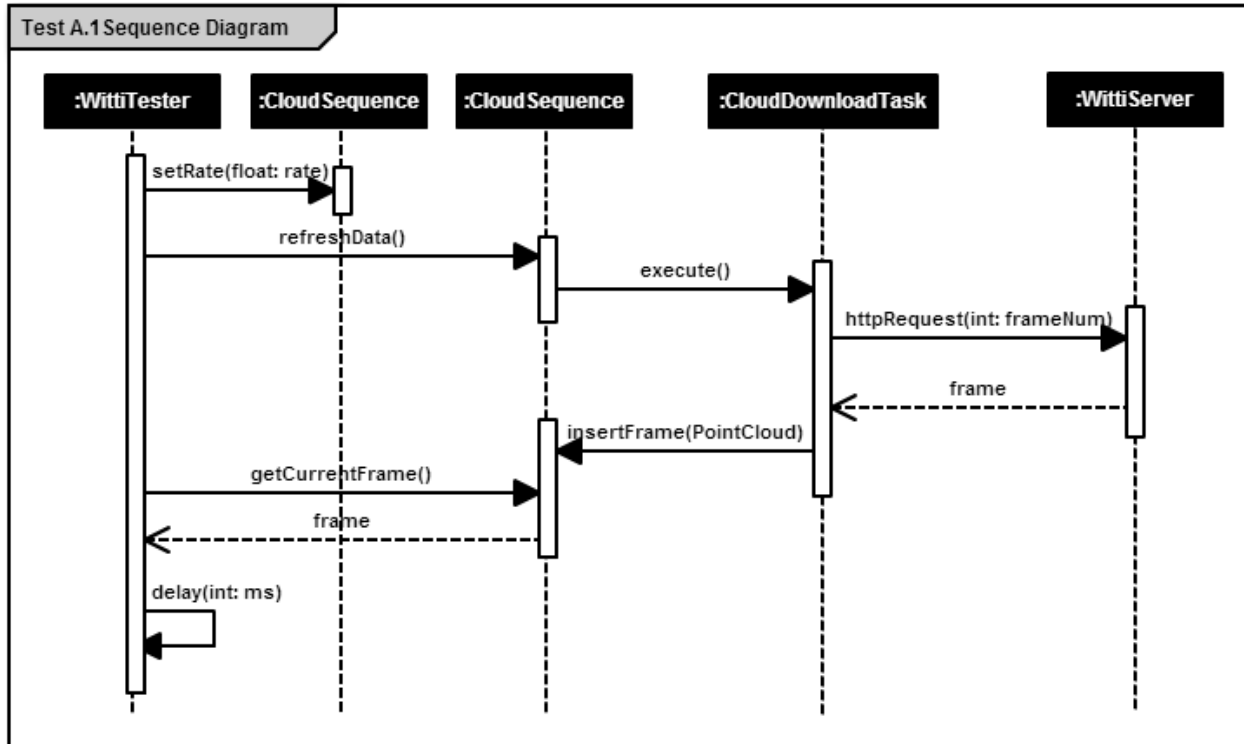 Test A.1 Sequence Diagram
:WittiTester
:CloudSequence
:CloudSequence
:CloudDownloadTask
:WittiServer
setRate(float: rate)
refreshData()
execute()
httpRequest(int: frameNum)
frame
insertFrame(PointCloud)
getCurrentFrame()
frame
delay(int: ms)